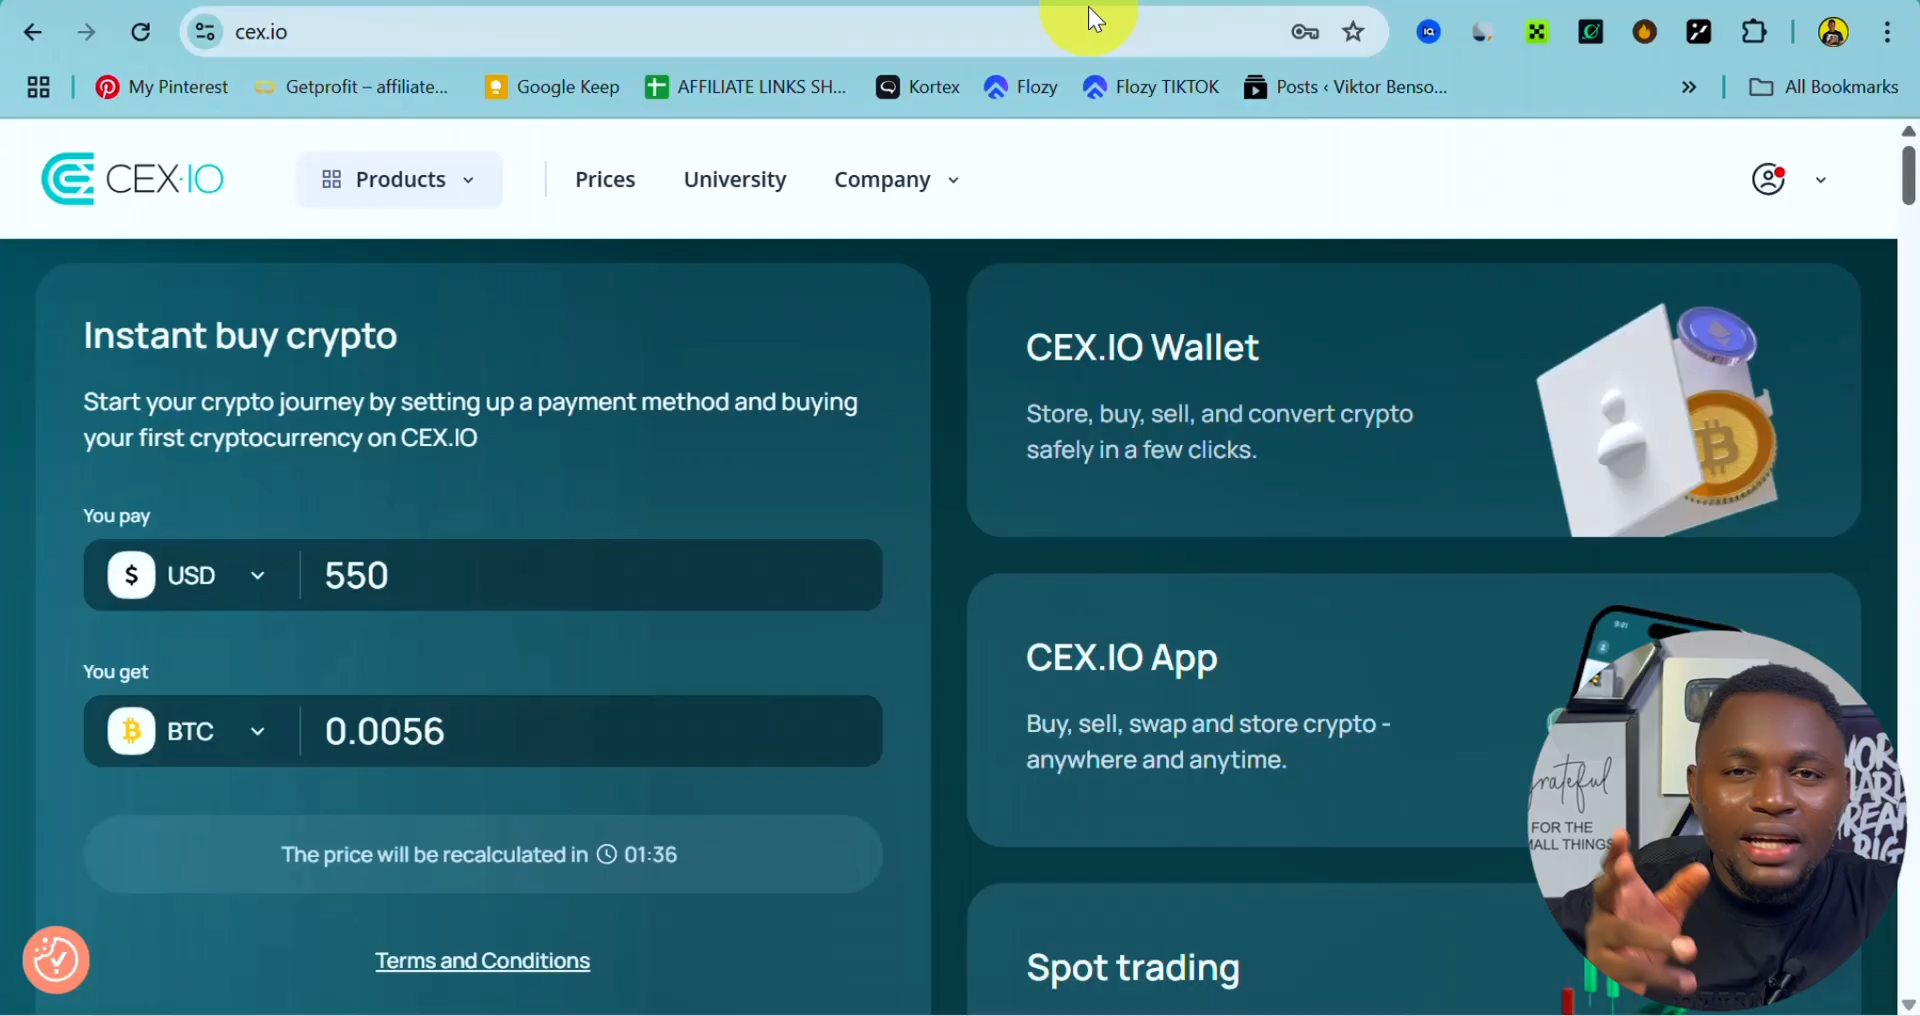 cex.io
My Pinterest
Getprofit – affiliate...
Google Keep
AFFILIATE LINKS SH...
Kortex
Flozy
Flozy TIKTOK
Posts ‹ Viktor Benso...
All Bookmarks
CEX·IO
Products
Prices
University
Company
Instant buy crypto
Start your crypto journey by setting up a payment method and buying
your first cryptocurrency on CEX.IO
You pay
$ USD 550
You get
BTC 0.0056
The price will be recalculated in 01:36
Terms and Conditions
CEX.IO Wallet
Store, buy, sell, and convert crypto
safely in a few clicks.
CEX.IO App
Buy, sell, swap and store crypto -
anywhere and anytime.
Spot trading
grateful
FOR THE